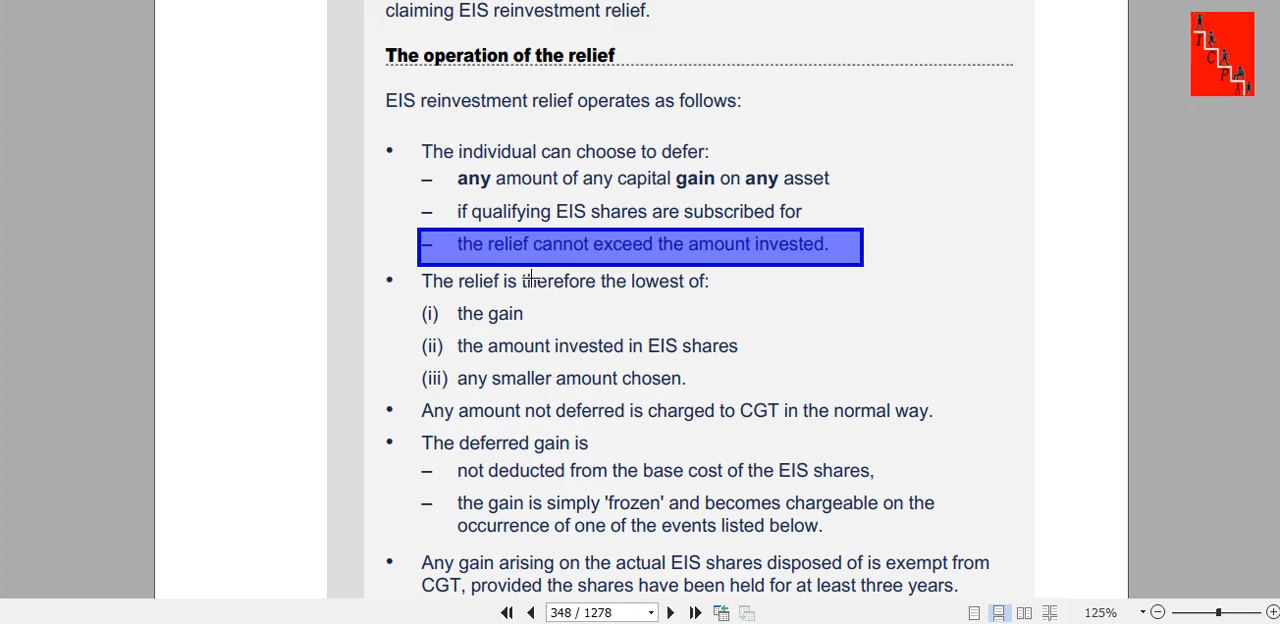 claiming EIS reinvestment relief.
The operation of the relief
EIS reinvestment relief operates as follows:
• The individual can choose to defer:
– any amount of any capital gain on any asset
– if qualifying EIS shares are subscribed for
– the relief cannot exceed the amount invested.
• The relief is therefore the lowest of:
(i) the gain
(ii) the amount invested in EIS shares
(iii) any smaller amount chosen.
• Any amount not deferred is charged to CGT in the normal way.
• The deferred gain is
– not deducted from the base cost of the EIS shares,
– the gain is simply 'frozen' and becomes chargeable on the
occurrence of one of the events listed below.
• Any gain arising on the actual EIS shares disposed of is exempt from
CGT, provided the shares have been held for at least three years.
I
C
P
A
348 / 1278
125%